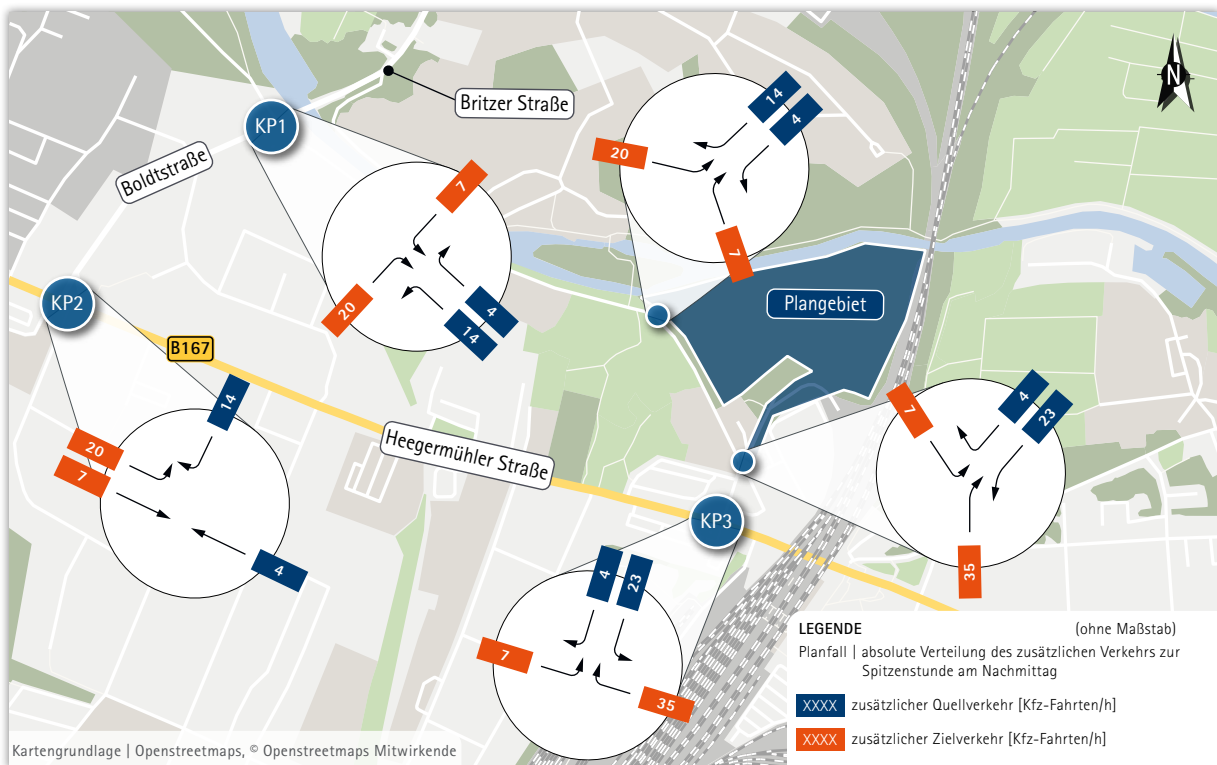 N
Britzer Straße
KP1
Boldtstraße
7
20
4
14
20
14
4
7
Plangebiet
KP2
B167
Heegermühler Straße
14
20
7
4
KP3
7
4
23
35
4
23
7
35
LEGENDE (ohne Maßstab)
Planfall | absolute Verteilung des zusätzlichen Verkehrs zur
Spitzenstunde am Nachmittag
XXXX zusätzlicher Quellverkehr [Kfz-Fahrten/h]
XXXX zusätzlicher Zielverkehr [Kfz-Fahrten/h]
Kartengrundlage | Openstreetmaps, © Openstreetmaps Mitwirkende